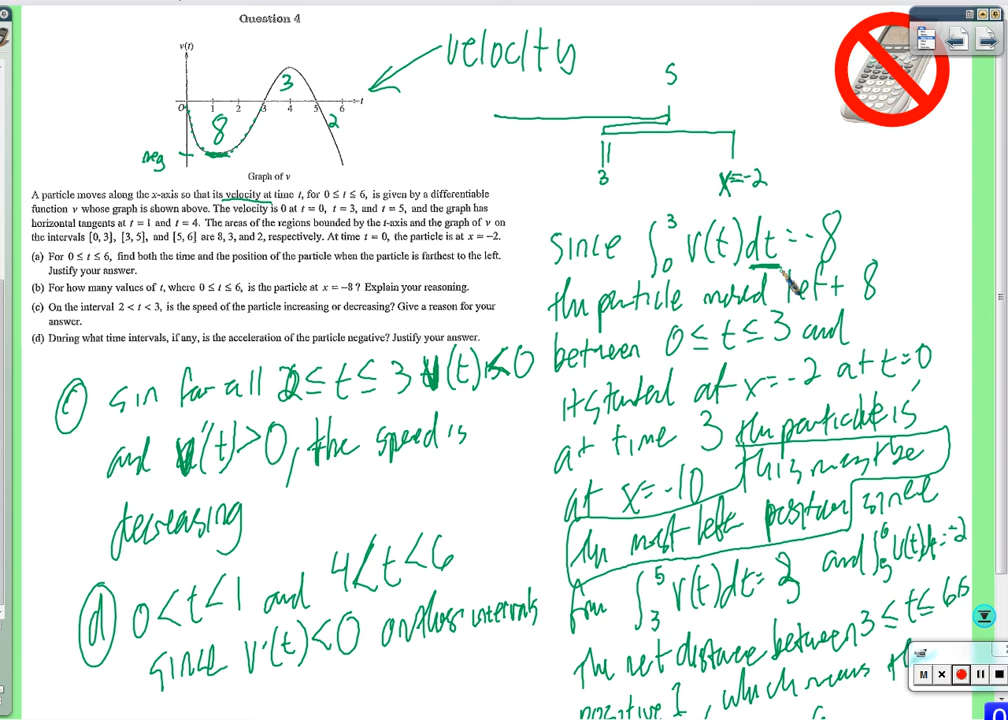 Question 4
velocity
v(t)
3
8
2
O
1
2
3
4
5
6
t
neg
Graph of v
5
3
x=-2
A particle moves along the x-axis so that its velocity at time t, for 0 ≤ t ≤ 6, is given by a differentiable
function v whose graph is shown above. The velocity is 0 at t = 0, t = 3, and t = 5, and the graph has
horizontal tangents at t = 1 and t = 4. The areas of the regions bounded by the t-axis and the graph of v on
the intervals [0, 3], [3, 5], and [5, 6] are 8, 3, and 2, respectively. At time t = 0, the particle is at x = −2.
(a) For 0 ≤ t ≤ 6, find both the time and the position of the particle when the particle is farthest to the left.
Justify your answer.
(b) For how many values of t, where 0 ≤ t ≤ 6, is the particle at x = −8 ? Explain your reasoning.
(c) On the interval 2 < t < 3, is the speed of the particle increasing or decreasing? Give a reason for your
answer.
(d) During what time intervals, if any, is the acceleration of the particle negative? Justify your answer.
since ∫₀³ v(t)dt = -8
the particle moved left 8
between 0 ≤ t ≤ 3 and
it started at x = -2 at t=0,
at time 3 the particle is
at x = -10 this must be
most left position since
from ∫₃⁵ v(t)dt = 3 and ∫₅⁶ v(t)dt = -2
the net distance between 3 ≤ t ≤ 6 is
positive 1, which means
c) sin for all 2 ≤ t ≤ 3 v(t) < 0
and v'(t) > 0, the speed is
decreasing
d) 0 < t < 1 and 4 < t < 6
since v'(t) < 0 on these intervals
M